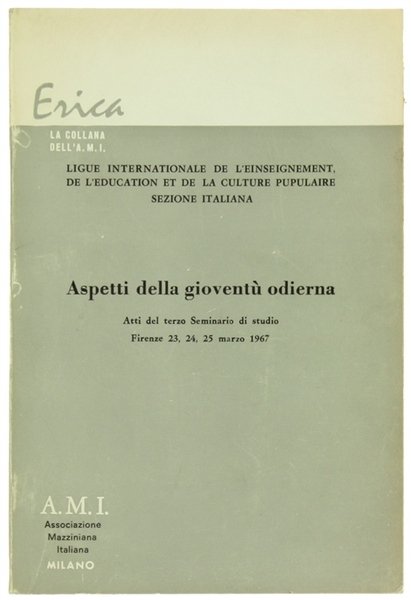 Erica
LA COLLANA
DELL'A.M.I.
LIGUE INTERNATIONALE DE L'EINSEIGNEMENT,
DE L'EDUCATION ET DE LA CULTURE PUPULAIRE
SEZIONE ITALIANA
Aspetti della gioventù odierna
Atti del terzo Seminario di studio
Firenze 23, 24, 25 marzo 1967
A.M.I.
Associazione
Mazziniana
Italiana
MILANO